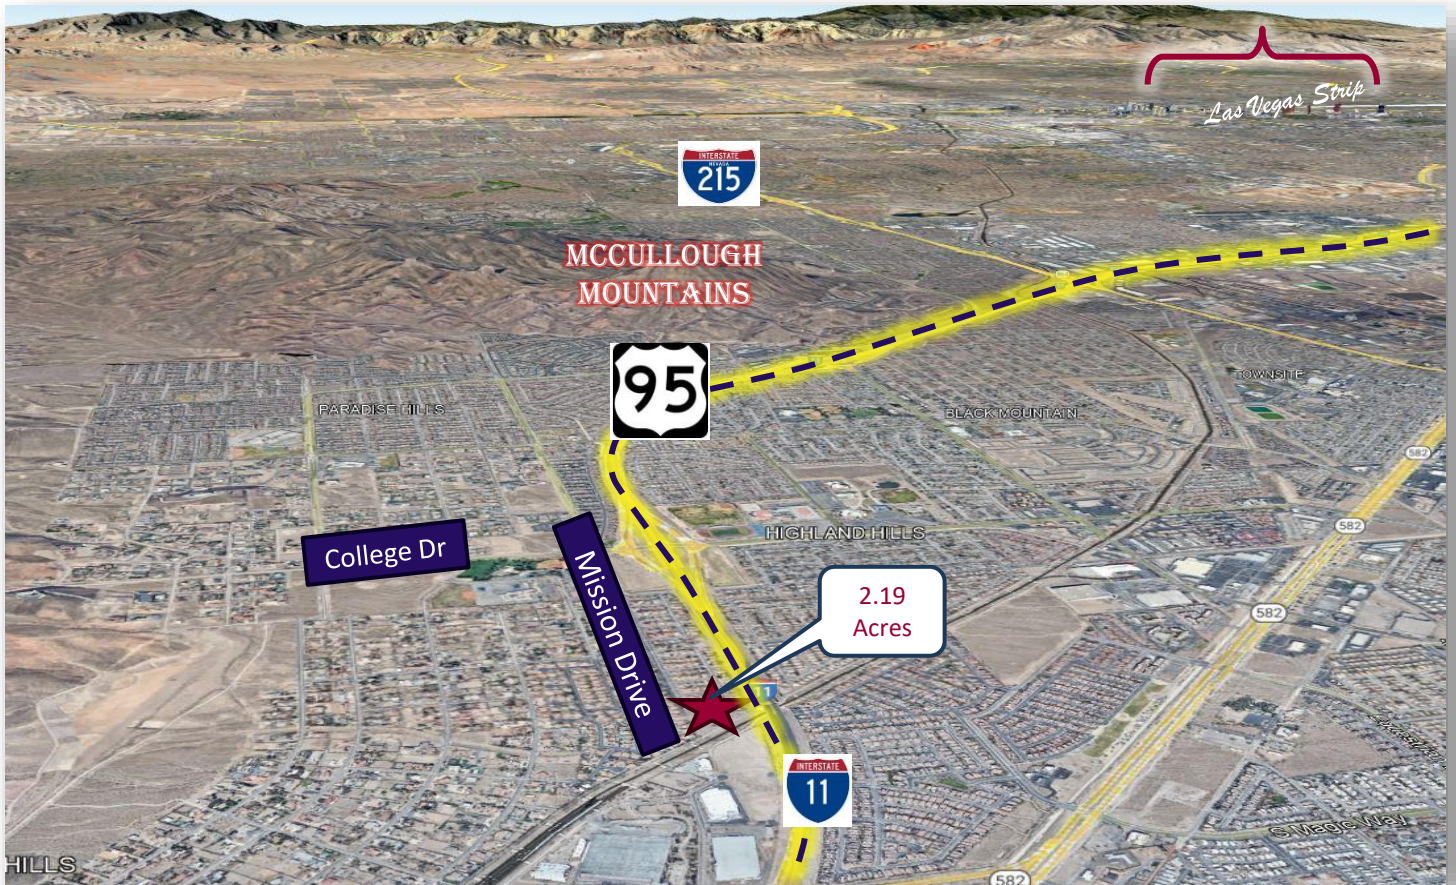 Las Vegas Strip
INTERSTATE
NEVADA
215
MCCULLOUGH
MOUNTAINS
95
TOWNSITE
PARADISE HILLS
BLACK MOUNTAIN
582
582
HIGHLAND HILLS
College Dr
Mission Drive
2.19
Acres
582
11
INTERSTATE
11
S Magic Way
HILLS
582